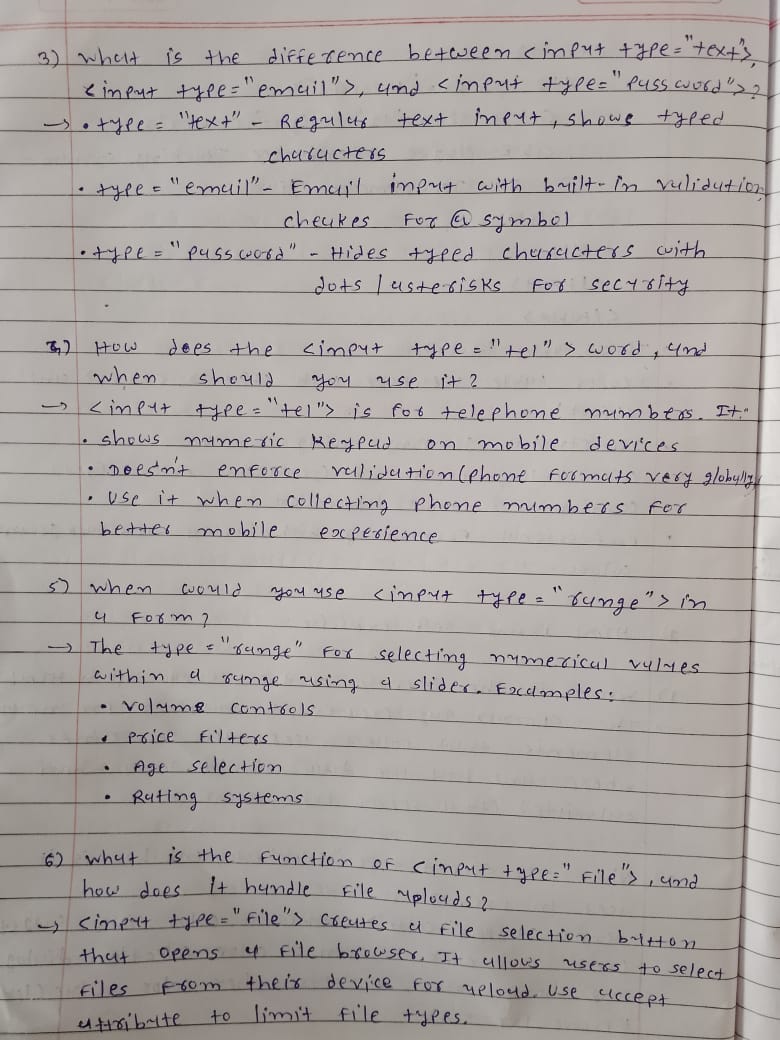 3) what is the difference between <input type="text">,
<input type="email">, and <input type="password">?
→ • type = "text" - Regular text input, shows typed
characters
• type = "email" - Email input with built-in validation
cheukes For @ symbol
• type = "password" - Hides typed characters with
dots / asterisks For security
4) How does the <input type = "tel" > word, and
when should you use it?
→ <input type="tel"> is for telephone numbers. It:
• shows numeric keypad on mobile devices
• Doesn't enforce validation (phone formats very globally)
• Use it when collecting phone numbers for
better mobile experience
5) when would you use <input type = "range"> in
a Form?
→ The type = "range" For selecting numerical values
within a range using a slider. Examples:
• volume controls
• Price Filters
• Age selection
• Rating systems
6) what is the function of <input type="File">, and
how does it handle File uploads?
→ <input type="File"> creates a File selection button
that opens a File browser. It allows users to select
Files From their device For upload. Use accept
attribute to limit file types.